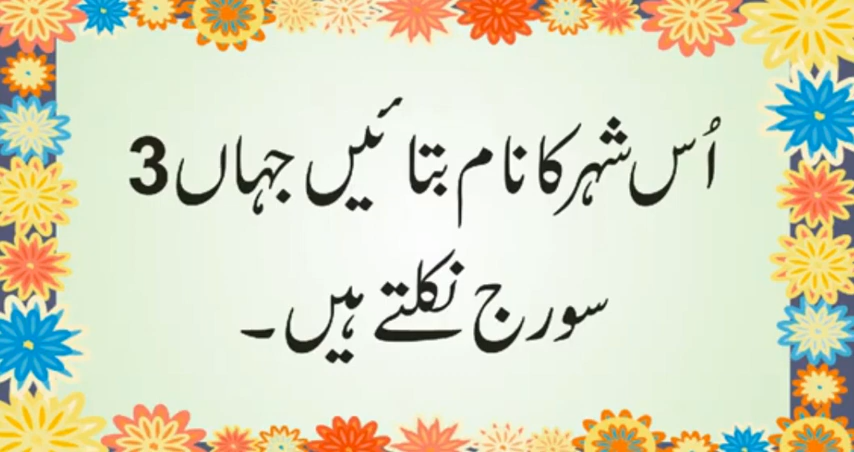 اُس شہر کا نام بتائیں جہاں 3
سورج نکلتے ہیں۔